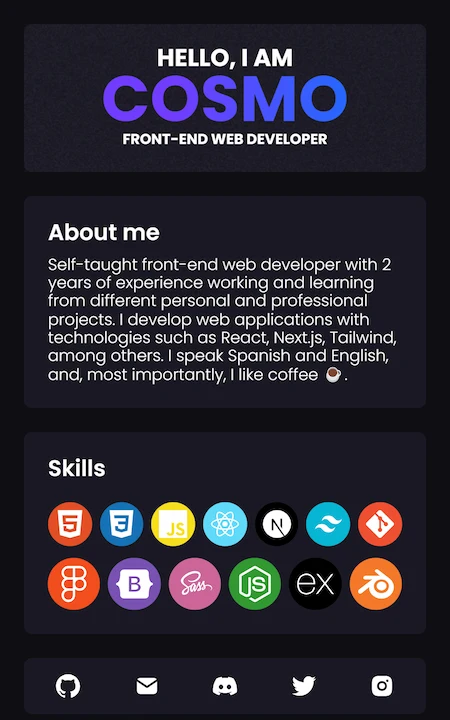 HELLO, I AM
COSMO
FRONT-END WEB DEVELOPER
About me
Self-taught front-end web developer with 2
years of experience working and learning
from different personal and professional
projects. I develop web applications with
technologies such as React, Next.js, Tailwind,
among others. I speak Spanish and English,
and, most importantly, I like coffee ☕.
Skills
5 3 JS N
B Sass JS ex